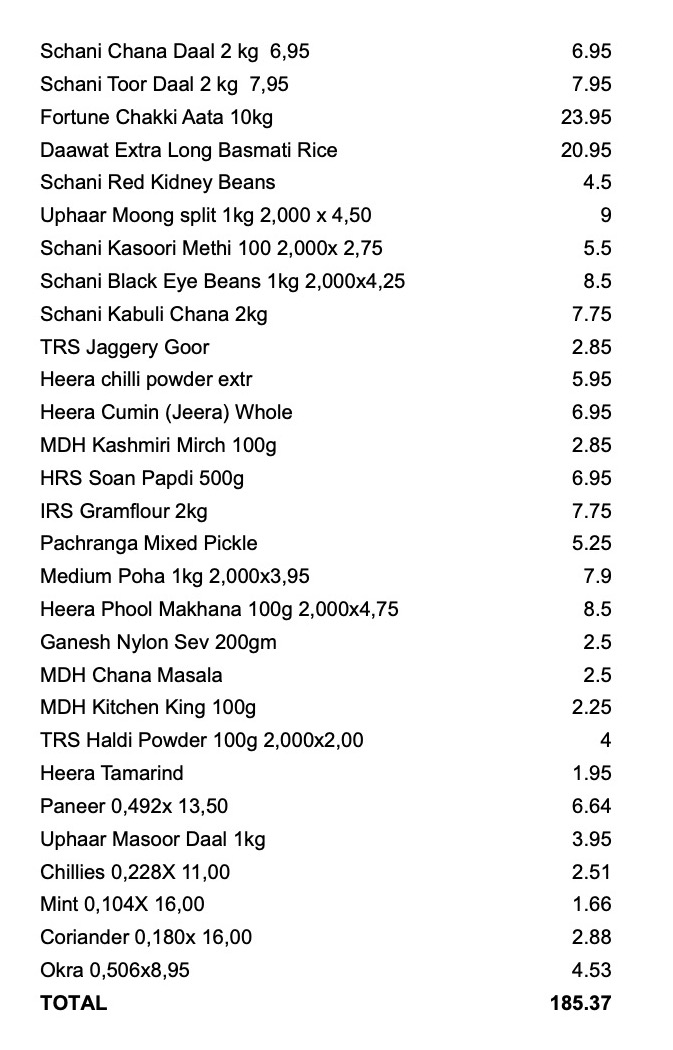 Schani Chana Daal 2 kg  6,95 6.95
Schani Toor Daal 2 kg  7,95 7.95
Fortune Chakki Aata 10kg 23.95
Daawat Extra Long Basmati Rice 20.95
Schani Red Kidney Beans 4.5
Uphaar Moong split 1kg 2,000 x 4,50 9
Schani Kasoori Methi 100 2,000x 2,75 5.5
Schani Black Eye Beans 1kg 2,000x4,25 8.5
Schani Kabuli Chana 2kg 7.75
TRS Jaggery Goor 2.85
Heera chilli powder extr 5.95
Heera Cumin (Jeera) Whole 6.95
MDH Kashmiri Mirch 100g 2.85
HRS Soan Papdi 500g 6.95
IRS Gramflour 2kg 7.75
Pachranga Mixed Pickle 5.25
Medium Poha 1kg 2,000x3,95 7.9
Heera Phool Makhana 100g 2,000x4,75 8.5
Ganesh Nylon Sev 200gm 2.5
MDH Chana Masala 2.5
MDH Kitchen King 100g 2.25
TRS Haldi Powder 100g 2,000x2,00 4
Heera Tamarind 1.95
Paneer 0,492x 13,50 6.64
Uphaar Masoor Daal 1kg 3.95
Chillies 0,228X 11,00 2.51
Mint 0,104X 16,00 1.66
Coriander 0,180x 16,00 2.88
Okra 0,506x8,95 4.53
TOTAL 185.37